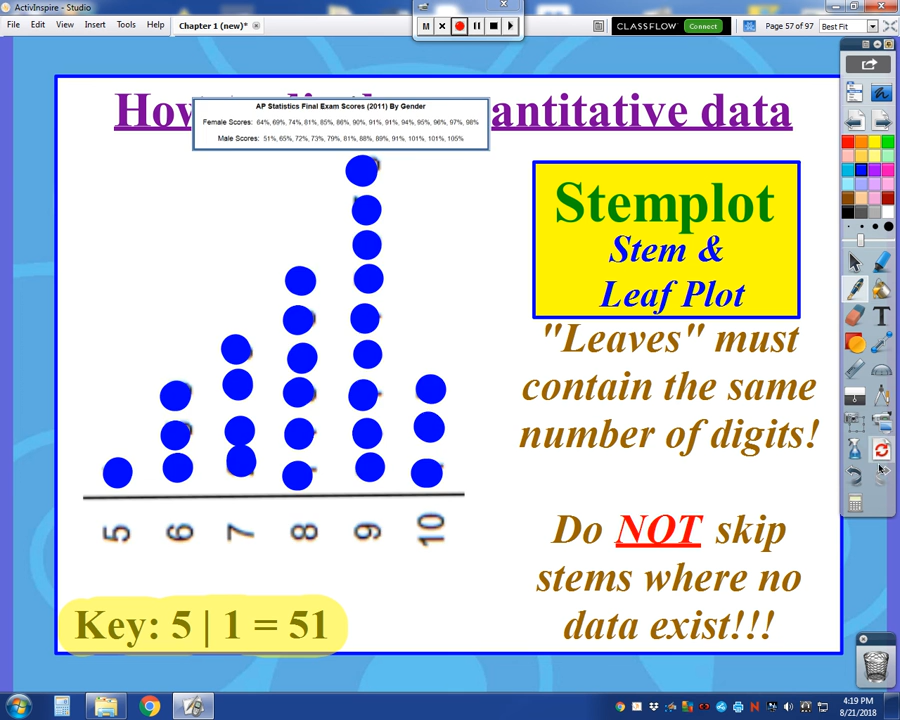 ActivInspire - Studio
File Edit View Insert Tools Help Chapter 1 (new)*
M
CLASSFLOW Connect Page 57 of 97 Best Fit
How antitative data
AP Statistics Final Exam Scores (2011) By Gender
Female Scores: 64%, 69%, 74%, 81%, 85%, 86%, 90%, 91%, 91%, 94%, 95%, 96%, 97%, 98%
Male Scores: 51%, 65%, 72%, 73%, 79%, 81%, 88%, 89%, 91%, 101%, 101%, 105%
Stemplot
Stem &
Leaf Plot
"Leaves" must
contain the same
number of digits!
Do NOT skip
stems where no
data exist!!!
5 6 7 8 9 10
Key: 5 | 1 = 51
T
4:19 PM
8/21/2018